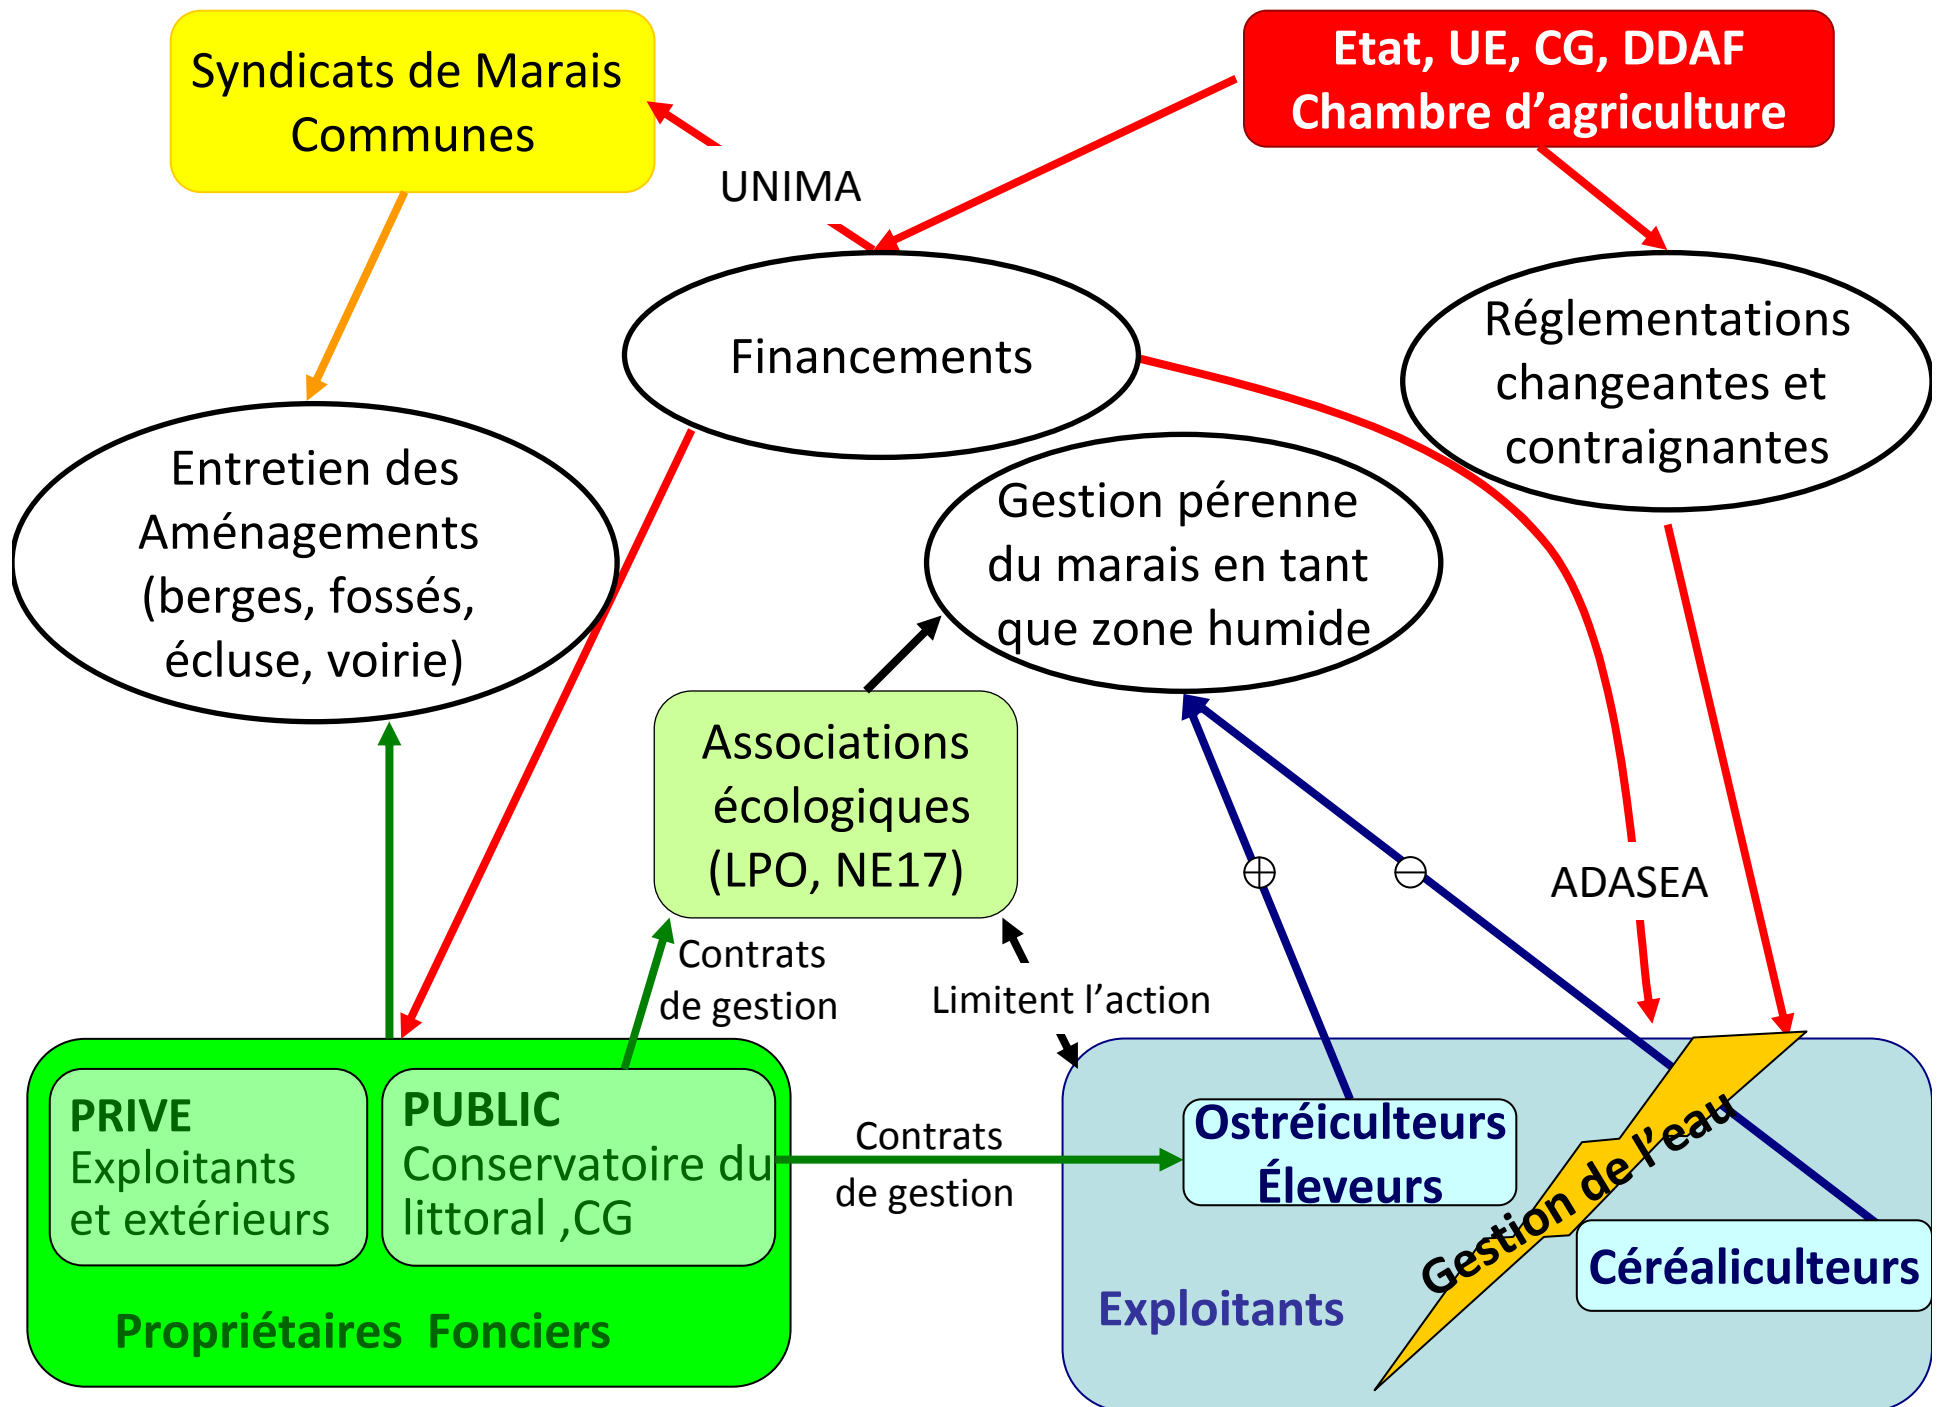 Syndicats de Marais
Communes
Etat, UE, CG, DDAF
Chambre d’agriculture
UNIMA
Financements
Réglementations
changeantes et
contraignantes
Entretien des
Aménagements
(berges, fossés,
écluse, voirie)
Gestion pérenne
du marais en tant
que zone humide
Associations
écologiques
(LPO, NE17)
ADASEA
Contrats
de gestion
Limitent l’action
PRIVE
Exploitants
et extérieurs
PUBLIC
Conservatoire du
littoral ,CG
Propriétaires Fonciers
Contrats
de gestion
Ostréiculteurs
Éleveurs
Gestion de l’eau
Céréaliculteurs
Exploitants